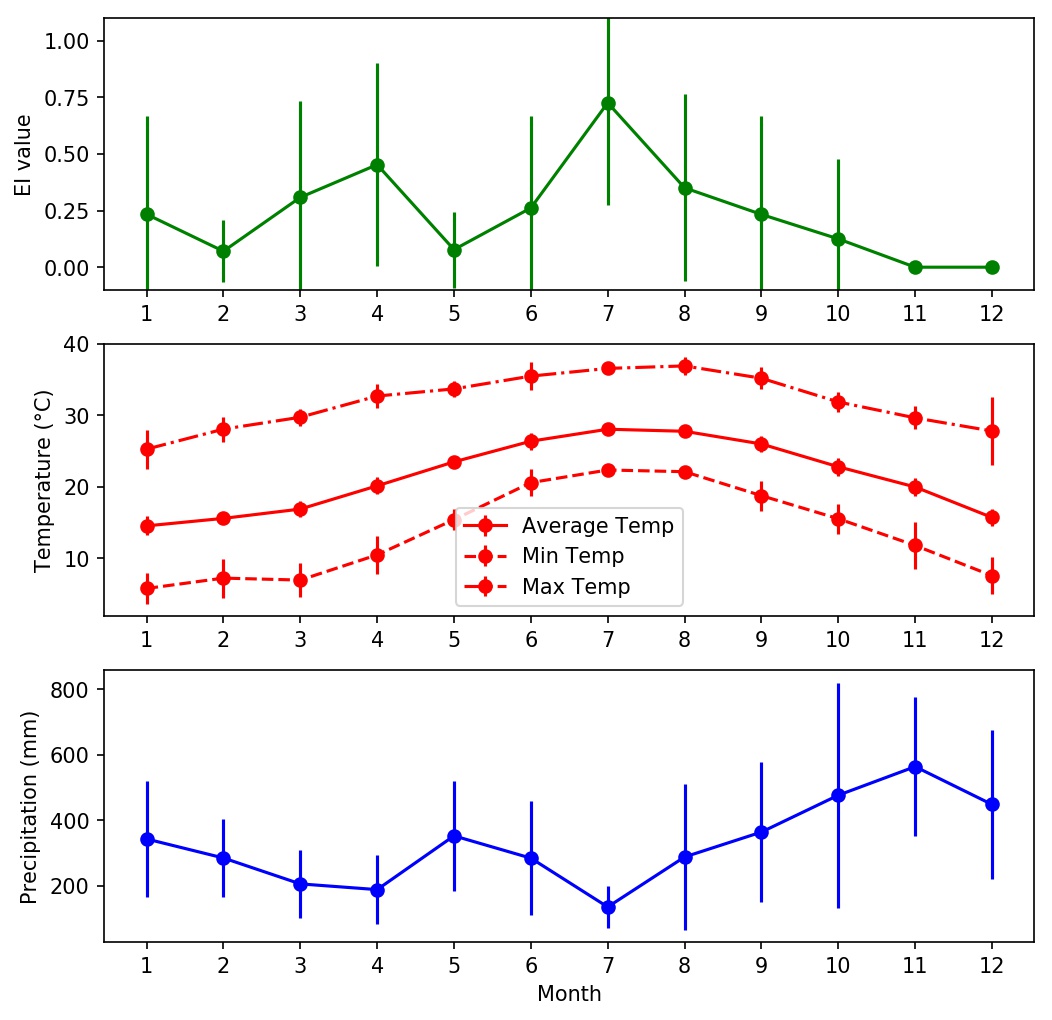 EI value
1.00
0.75
0.50
0.25
0.00
1 2 3 4 5 6 7 8 9 10 11 12
Temperature (°C)
40
30
20
10
Average Temp
Min Temp
Max Temp
1 2 3 4 5 6 7 8 9 10 11 12
Precipitation (mm)
800
600
400
200
1 2 3 4 5 6 7 8 9 10 11 12
Month